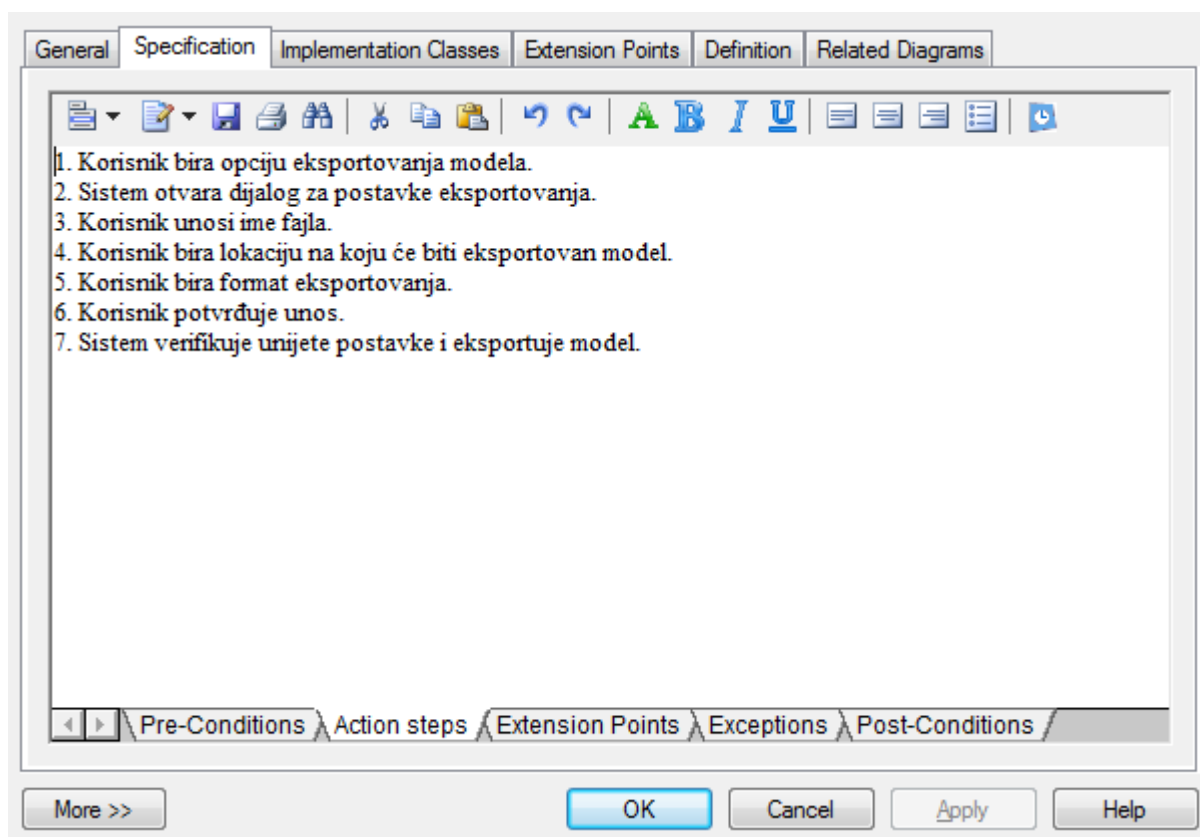 General Specification Implementation Classes Extension Points Definition Related Diagrams
A B I U
1. Korisnik bira opciju eksportovanja modela.
2. Sistem otvara dijalog za postavke eksportovanja.
3. Korisnik unosi ime fajla.
4. Korisnik bira lokaciju na koju će biti eksportovan model.
5. Korisnik bira format eksportovanja.
6. Korisnik potvrđuje unos.
7. Sistem verifikuje unijete postavke i eksportuje model.
Pre-Conditions Action steps Extension Points Exceptions Post-Conditions
More >> OK Cancel Apply Help